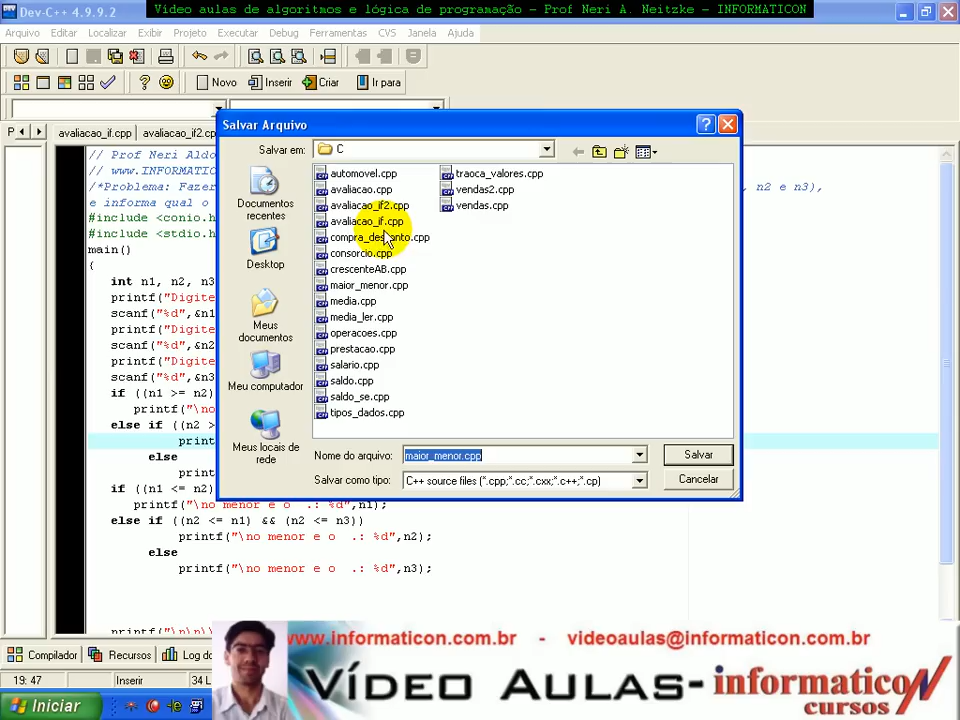 Dev-C++ 4.9.9.2
Vídeo aulas de algoritmos e lógica de programação - Prof Neri A. Neitzke - INFORMATICON
Arquivo Editar Localizar Exibir Projeto Executar Debug Ferramentas CVS Janela Ajuda
Novo Inserir Criar Ir para
avaliacao_if.cpp avaliacao_if2.cp
Salvar Arquivo
Salvar em: C
Documentos recentes
Desktop
Meus documentos
Meu computador
Meus locais de rede
automovel.cpp
avaliacao.cpp
avaliacao_if2.cpp
avaliacao_if.cpp
consorcio.cpp
crescenteAB.cpp
maior_menor.cpp
media.cpp
media_ler.cpp
operacoes.cpp
prestacao.cpp
salario.cpp
saldo.cpp
saldo_se.cpp
tipos_dados.cpp
traoca_valores.cpp
vendas2.cpp
vendas.cpp
Nome do arquivo: maior_menor.cpp Salvar
Salvar como tipo: C++ source files (*.cpp;*.cc;*.cxx;*.c++;*.cp) Cancelar
// Prof Neri Aldo
// www.INFORMATIC
/*Problema: Fazer , n2 e n3),
e informa qual o
#include <conio.h
#include <stdio.h
main()
{
int n1, n2, n3
printf("Digite
scanf("%d",&n1
printf("Digite
scanf("%d",&n2
printf("Digite
scanf("%d",&n3
if ((n1 >= n2)
printf("\no
else if ((n2 >
print
else
print
if ((n1 <= n2)
printf("\no menor e o .: %d",n1);
else if ((n2 <= n1) && (n2 <= n3))
printf("\no menor e o .: %d",n2);
else
printf("\no menor e o .: %d",n3);
printf("\n\n\
Compilador Recursos Log do
19: 47 Inserir 34 L
www.informaticon.com.br - videoaulas@informaticon.com.br
Vídeo Aulas-informaticon
cursos
Iniciar